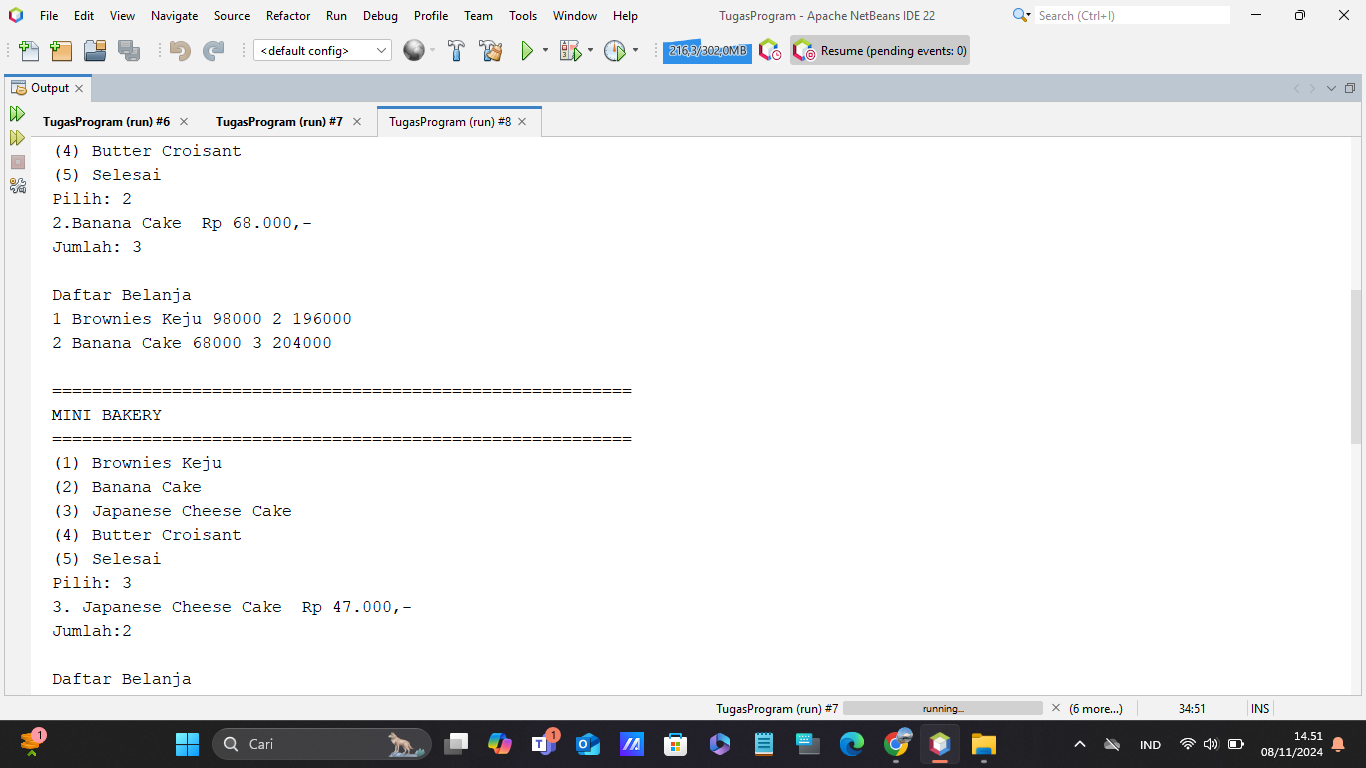 File Edit View Navigate Source Refactor Run Debug Profile Team Tools Window Help
TugasProgram - Apache NetBeans IDE 22
Search (Ctrl+I)
<default config>
216,3/302,0MB
Resume (pending events: 0)
Output
TugasProgram (run) #6
TugasProgram (run) #7
TugasProgram (run) #8
(4) Butter Croisant
(5) Selesai
Pilih: 2
2.Banana Cake  Rp 68.000,-
Jumlah: 3
Daftar Belanja
1 Brownies Keju 98000 2 196000
2 Banana Cake 68000 3 204000
==========================================================
MINI BAKERY
==========================================================
(1) Brownies Keju
(2) Banana Cake
(3) Japanese Cheese Cake
(4) Butter Croisant
(5) Selesai
Pilih: 3
3. Japanese Cheese Cake  Rp 47.000,-
Jumlah:2
Daftar Belanja
TugasProgram (run) #7
running...
(6 more...)
34:51
INS
1
Cari
1
IND
14.51
08/11/2024